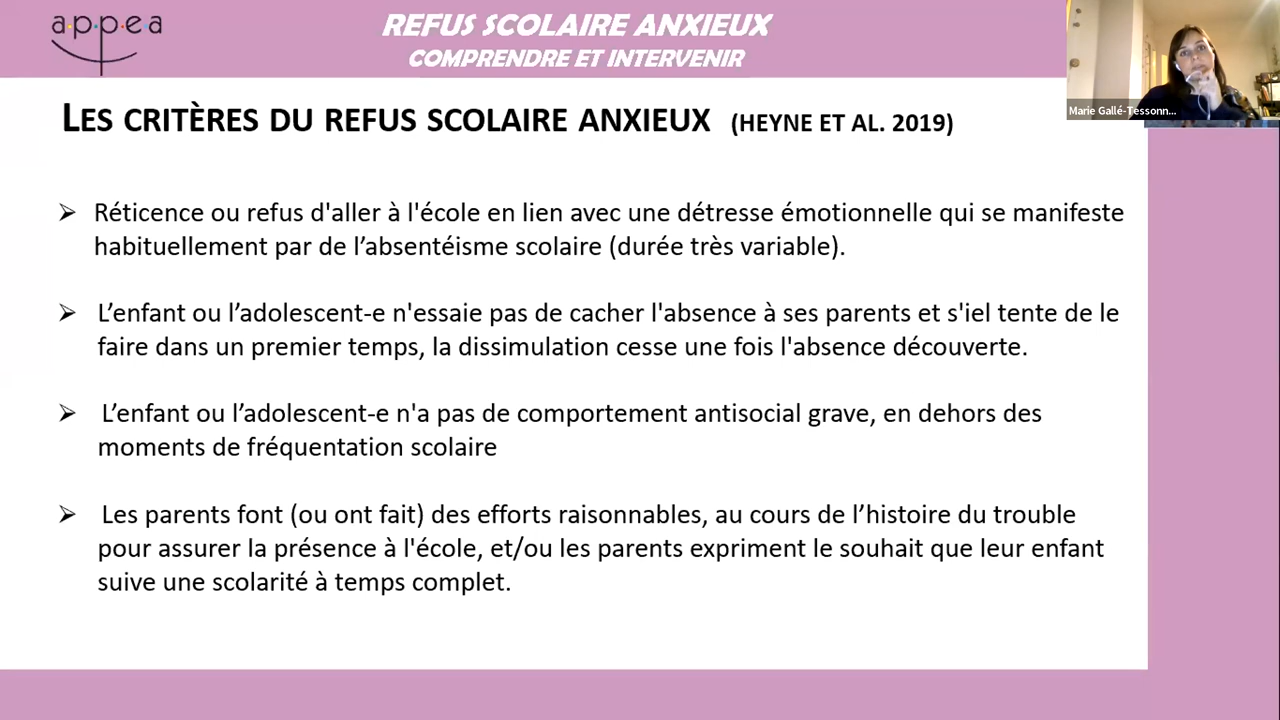 a·p·p·e·a
REFUS SCOLAIRE ANXIEUX
COMPRENDRE ET INTERVENIR
Marie Gallé-Tessonn...
LES CRITÈRES DU REFUS SCOLAIRE ANXIEUX (HEYNE ET AL. 2019)
➢ Réticence ou refus d'aller à l'école en lien avec une détresse émotionnelle qui se manifeste
habituellement par de l’absentéisme scolaire (durée très variable).
➢ L’enfant ou l’adolescent-e n'essaie pas de cacher l'absence à ses parents et s'iel tente de le
faire dans un premier temps, la dissimulation cesse une fois l'absence découverte.
➢ L’enfant ou l’adolescent-e n'a pas de comportement antisocial grave, en dehors des
moments de fréquentation scolaire
➢ Les parents font (ou ont fait) des efforts raisonnables, au cours de l’histoire du trouble
pour assurer la présence à l'école, et/ou les parents expriment le souhait que leur enfant
suive une scolarité à temps complet.